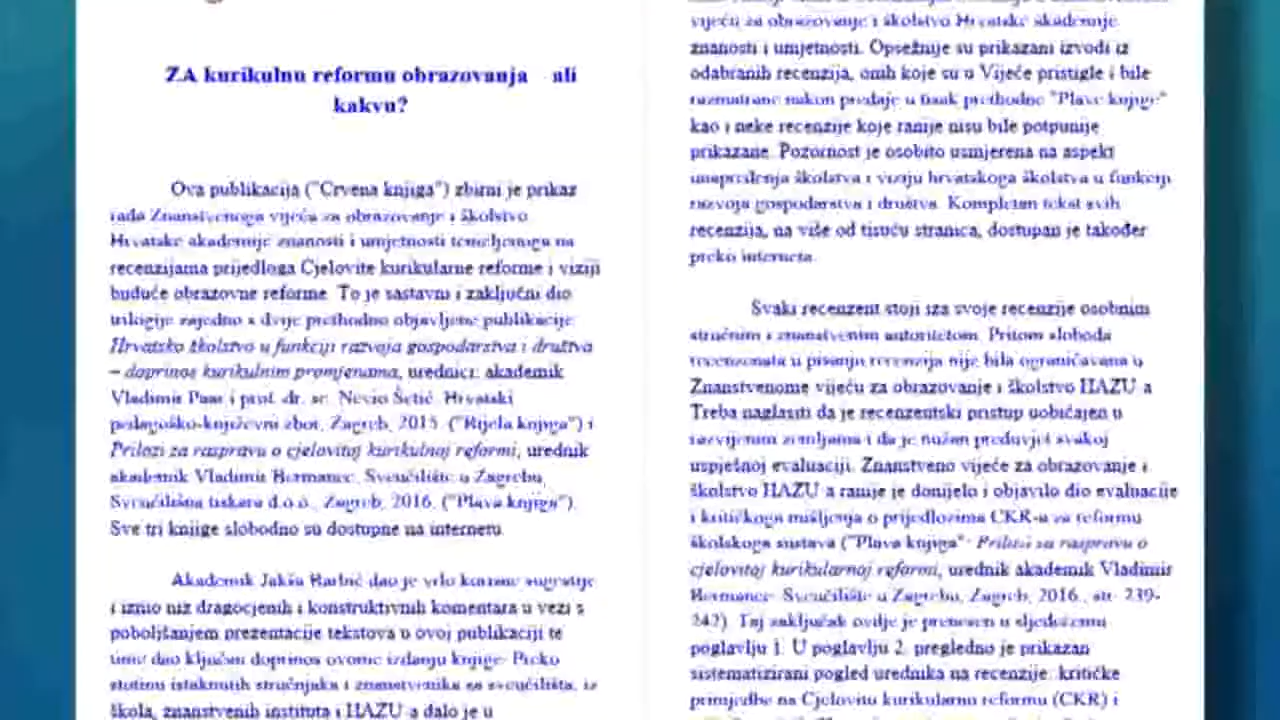 ZA kurikulnu reformu obrazovanja ali
kakvu?
Ova publikacija ("Crvena knjiga") zbirni je prikaz
rada Znanstvenoga vijeća za obrazovanje i školstvo
Hrvatske akademije znanosti i umjetnosti temeljenoga na
recenzijama prijedloga Cjelovite kurikularne reforme i viziji
buduće obrazovne reforme. To je sastavni i zaključni dio
trilogije zajedno s dvije prethodno objavljene publikacije
Hrvatsko školstvo u funkciji razvoja gospodarstva i društva
– doprinos kurikulnim promjenama, urednici: akademik
Vladimir Paar i prof. dr. sc. Nevio Šetić, Hrvatski
pedagoško-književni zbor, Zagreb, 2015. ("Bijela knjiga") i
Prilozi za raspravu o cjelovitoj kurikulnoj reformi, urednik
akademik Vladimir Bermanec, Sveučilište u Zagrebu,
Sveučilišna tiskara d.o.o., Zagreb, 2016. ("Plava knjiga").
Sve tri knjige slobodno su dostupne na internetu.
Akademik Jakša Barbić dao je vrlo korisne sugestije
i iznio niz dragocjenih i konstruktivnih komentara u vezi s
poboljšanjem prezentacije tekstova u ovoj publikaciji te
time dao ključni doprinos ovome izdanju knjige. Preko
stotinu istaknutih stručnjaka i znanstvenika sa sveučilišta, iz
škola, znanstvenih instituta i HAZU-a dalo je u
vijeću za obrazovanje i školstvo Hrvatske akademije
znanosti i umjetnosti. Opsežnije su prikazani izvodi iz
odabranih recenzija, onih koje su u Vijeće pristigle i bile
razmatrane nakon predaje u tisak prethodne "Plave knjige"
kao i neke recenzije koje ranije nisu bile potpunije
prikazane. Pozornost je osobito usmjerena na aspekt
unapređenja školstva i viziju hrvatskoga školstva u funkciji
razvoja gospodarstva i društva. Kompletan tekst svih
recenzija, na više od tisuću stranica, dostupan je također
preko interneta.
Svaki recenzent stoji iza svoje recenzije osobnim
stručnim i znanstvenim autoritetom. Pritom sloboda
recenzenata u pisanju recenzija nije bila ograničavana u
Znanstvenome vijeću za obrazovanje i školstvo HAZU-a
Treba naglasiti da je recenzentski pristup uobičajen u
razvijenim zemljama i da je nužan preduvjet svakoj
uspješnoj evaluaciji. Znanstveno vijeće za obrazovanje i
školstvo HAZU-a ranije je donijelo i objavilo dio evaluacije
i kritičkoga mišljenja o prijedlozima CKR-a za reformu
školskoga sustava ("Plava knjiga": Prilozi za raspravu o
cjelovitoj kurikularnoj reformi, urednik akademik Vladimir
Bermanec, Sveučilište u Zagrebu, Zagreb, 2016., str. 239-
242). Taj zaključak ovdje je prenesen u sljedećemu
poglavlju 1. U poglavlju 2. pregledno je prikazan
sistematizirani pogled urednika na recenzije: kritičke
primjedbe na Cjelovitu kurikularnu reformu (CKR) i